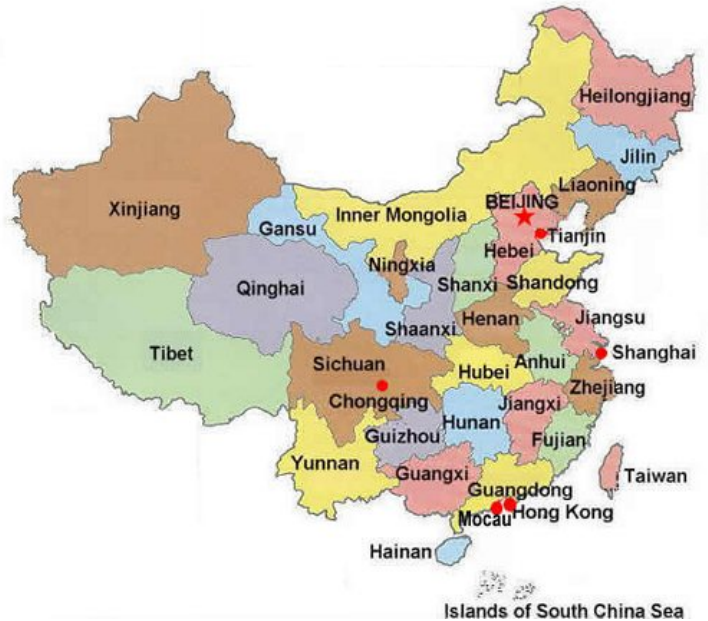 Heilongjiang
Jilin
Liaoning
Xinjiang
BEIJING
Inner Mongolia
Gansu
Tianjin
Hebei
Ningxia
Shanxi
Shandong
Qinghai
Henan
Jiangsu
Shaanxi
Tibet
Shanghai
Sichuan
Anhui
Hubei
Zhejiang
Chongqing
Jiangxi
Hunan
Guizhou
Fujian
Yunnan
Guangxi
Taiwan
Guangdong
Hong Kong
Mocau
Hainan
Islands of South China Sea